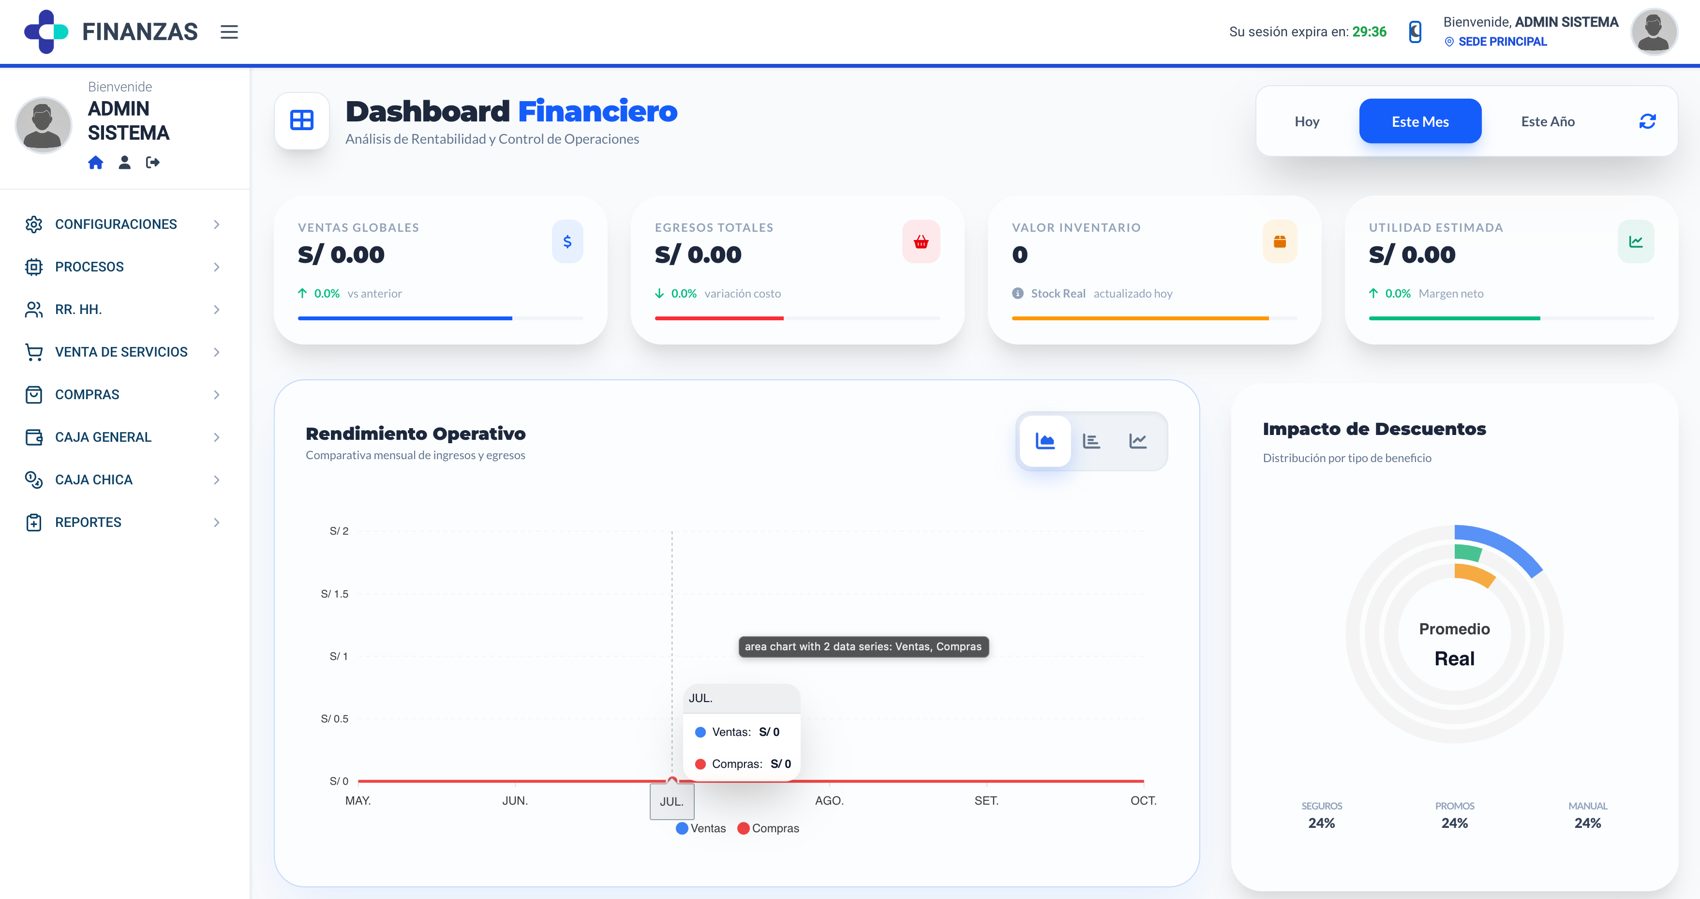 FINANZAS
Su sesión expira en: 29:36
Bienvenide, ADMIN SISTEMA
SEDE PRINCIPAL
Bienvenide
ADMIN
SISTEMA
CONFIGURACIONES
PROCESOS
RR. HH.
VENTA DE SERVICIOS
COMPRAS
CAJA GENERAL
CAJA CHICA
REPORTES
Dashboard Financiero
Análisis de Rentabilidad y Control de Operaciones
Hoy
Este Mes
Este Año
VENTAS GLOBALES
S/ 0.00
0.0% vs anterior
EGRESOS TOTALES
S/ 0.00
0.0% variación costo
VALOR INVENTARIO
0
Stock Real actualizado hoy
UTILIDAD ESTIMADA
S/ 0.00
0.0% Margen neto
Rendimiento Operativo
Comparativa mensual de ingresos y egresos
S/ 2
S/ 1.5
S/ 1
S/ 0.5
S/ 0
area chart with 2 data series: Ventas, Compras
JUL.
Ventas: S/ 0
Compras: S/ 0
MAY.
JUN.
JUL.
AGO.
SET.
OCT.
Ventas
Compras
Impacto de Descuentos
Distribución por tipo de beneficio
Promedio
Real
SEGUROS
24%
PROMOS
24%
MANUAL
24%